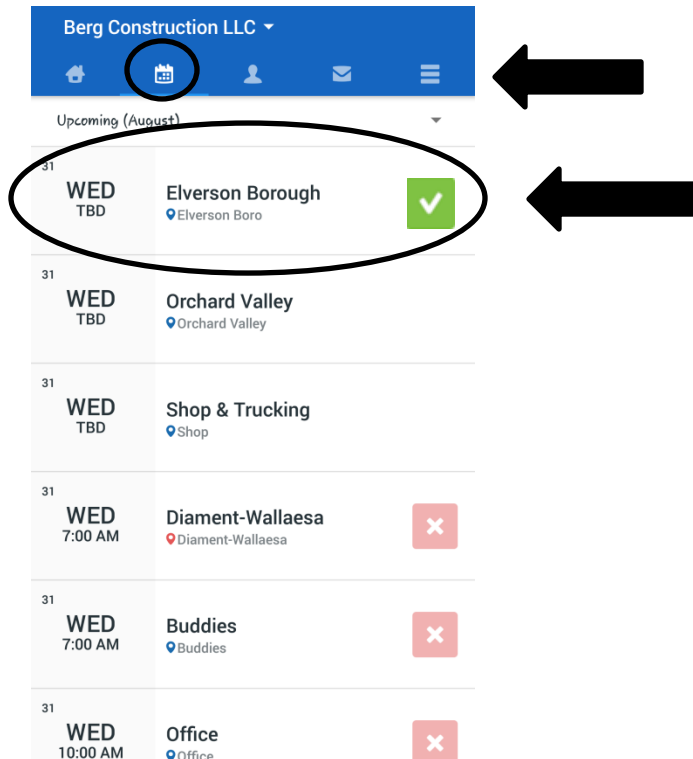 Berg Construction LLC
Upcoming (August)
31
WED
TBD
Elverson Borough
Elverson Boro
31
WED
TBD
Orchard Valley
Orchard Valley
31
WED
TBD
Shop & Trucking
Shop
31
WED
7:00 AM
Diament-Wallaesa
Diament-Wallaesa
31
WED
7:00 AM
Buddies
Buddies
31
WED
10:00 AM
Office
Office